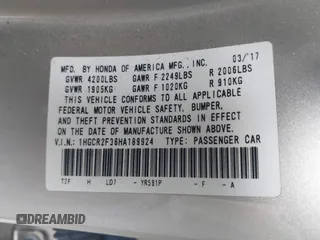 MFD. BY HONDA OF AMERICA MFG., INC. 03/'17
GVWR 4200LBS GAWR F 2249LBS R 2006LBS
GVWR 1905KG GAWR F 1020KG R 910KG
THIS VEHICLE CONFORMS TO ALL APPLICABLE
FEDERAL MOTOR VEHICLE SAFETY, BUMPER,
AND THEFT PREVENTION STANDARDS IN EFFECT
ON THE DATE OF MANUFACTURE SHOWN ABOVE.
V.I.N.: 1HGCR2F36HA189924 TYPE: PASSENGER CAR
H YR591P - F - A
BIDFAX